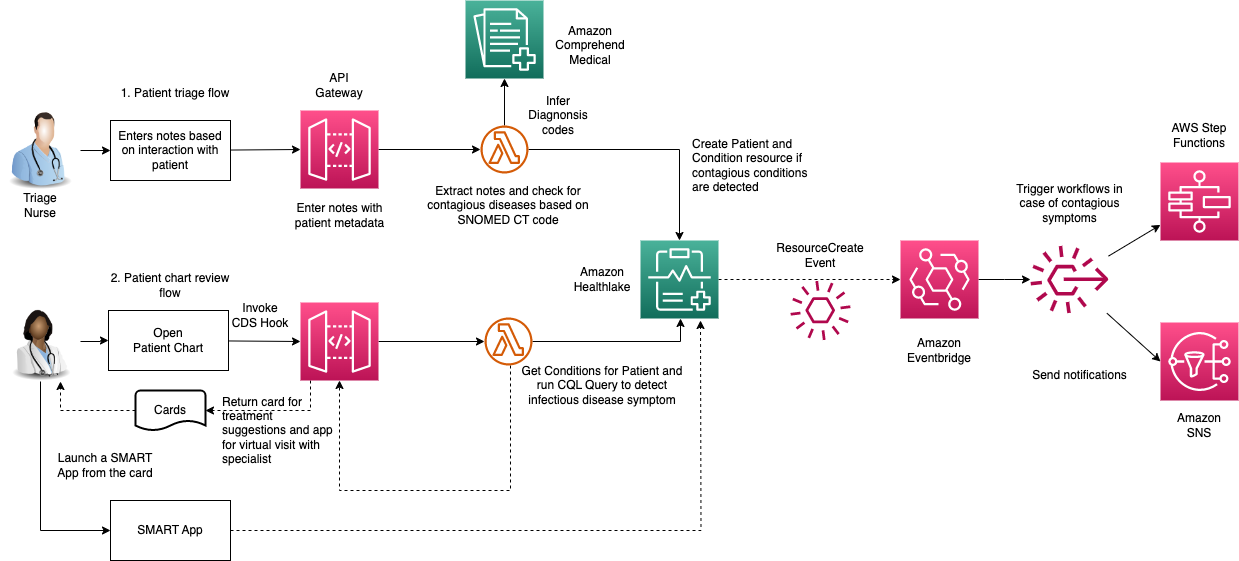 Amazon
Comprehend
Medical
API
Gateway
1. Patient triage flow
Infer
Diagnonsis
codes
Enters notes based
on interaction with
patient
Triage
Nurse
Enter notes with
patient metadata
Extract notes and check for
contagious diseases based on
SNOMED CT code
Create Patient and
Condition resource if
contagious conditions
are detected
AWS Step
Functions
Trigger workflows in
case of contagious
symptoms
ResourceCreate
Event
Amazon
Healthlake
Amazon
Eventbridge
Send notifications
Amazon
SNS
2. Patient chart review
flow
Invoke
CDS Hook
Open
Patient Chart
Get Conditions for Patient and
run CQL Query to detect
infectious disease symptom
Cards
Return card for
treatment
suggestions and app
for virtual visit with
specialist
Launch a SMART
App from the card
SMART App